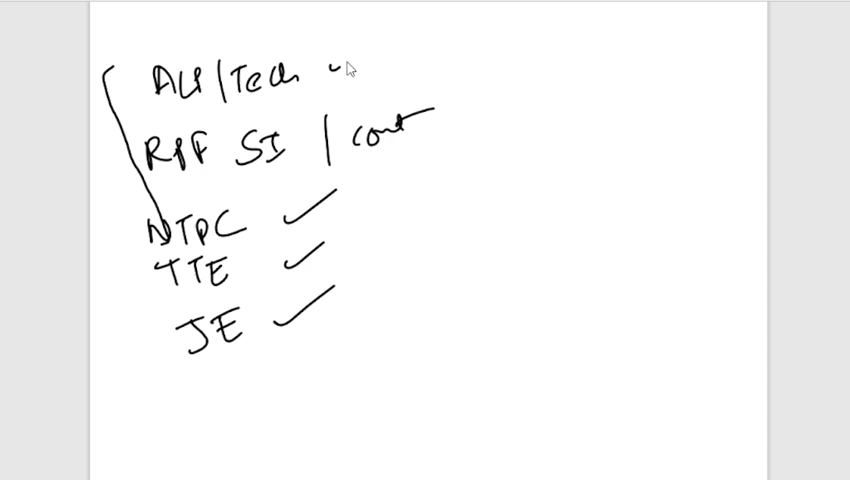 ALP/Tech
RPF SI | const
NTPC ✓
TTE ✓
JE ✓